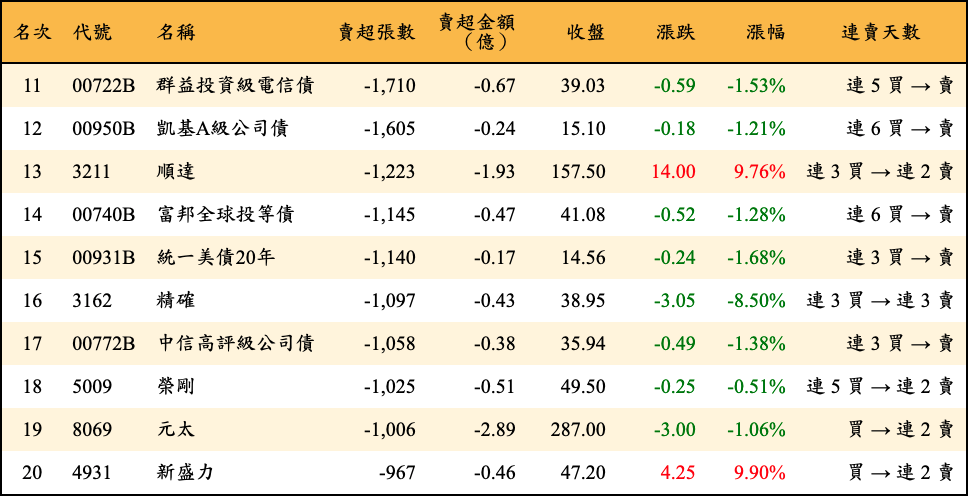 名次 代號 名稱 賣超張數 賣超金額（億） 收盤 漲跌 漲幅 連賣天數
11 00722B 群益投資級電信債 -1,710 -0.67 39.03 -0.59 -1.53% 連 5 買 → 賣
12 00950B 凱基A級公司債 -1,605 -0.24 15.10 -0.18 -1.21% 連 6 買 → 賣
13 3211 順達 -1,223 -1.93 157.50 14.00 9.76% 連 3 買 → 連 2 賣
14 00740B 富邦全球投等債 -1,145 -0.47 41.08 -0.52 -1.28% 連 6 買 → 賣
15 00931B 統一美債20年 -1,140 -0.17 14.56 -0.24 -1.68% 連 3 買 → 賣
16 3162 精確 -1,097 -0.43 38.95 -3.05 -8.50% 連 3 買 → 連 3 賣
17 00772B 中信高評級公司債 -1,058 -0.38 35.94 -0.49 -1.38% 連 3 買 → 賣
18 5009 榮剛 -1,025 -0.51 49.50 -0.25 -0.51% 連 5 買 → 連 2 賣
19 8069 元太 -1,006 -2.89 287.00 -3.00 -1.06% 買 → 連 2 賣
20 4931 新盛力 -967 -0.46 47.20 4.25 9.90% 買 → 連 2 賣